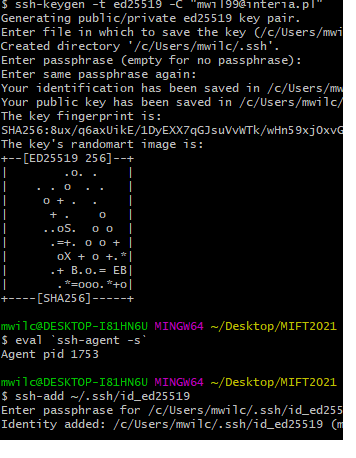 $ ssh-keygen -t ed25519 -C "mwil99@interia.pl"
Generating public/private ed25519 key pair.
Enter file in which to save the key (/c/Users/mwi
Created directory '/c/Users/mwilc/.ssh'.
Enter passphrase (empty for no passphrase):
Enter same passphrase again:
Your identification has been saved in /c/Users/mw
Your public key has been saved in /c/Users/mwilc/
The key fingerprint is:
SHA256:8ux/q6axUikE/1DyEXX7qGJsuVvWTk/wHn59xjOxvG
The key's randomart image is:
+--[ED25519 256]--+
|        .o. .    |
|    . . o  . .   |
|     o + .  .    |
|      + .    o   |
|     ..oS.  o o  |
|      .=+. o o + |
|       oX + o +.*|
|      .+ B.o.= EB|
|       .*=ooo.*+o|
+----[SHA256]-----+
mwilc@DESKTOP-I81HN6U MINGW64 ~/Desktop/MIFT2021
$ eval `ssh-agent -s`
Agent pid 1753
mwilc@DESKTOP-I81HN6U MINGW64 ~/Desktop/MIFT2021
$ ssh-add ~/.ssh/id_ed25519
Enter passphrase for /c/Users/mwilc/.ssh/id_ed255
Identity added: /c/Users/mwilc/.ssh/id_ed25519 (m